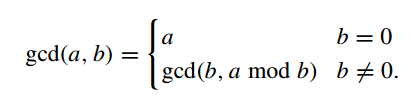 gcd(a, b) = { a b = 0
gcd(b, a mod b) b ≠ 0.